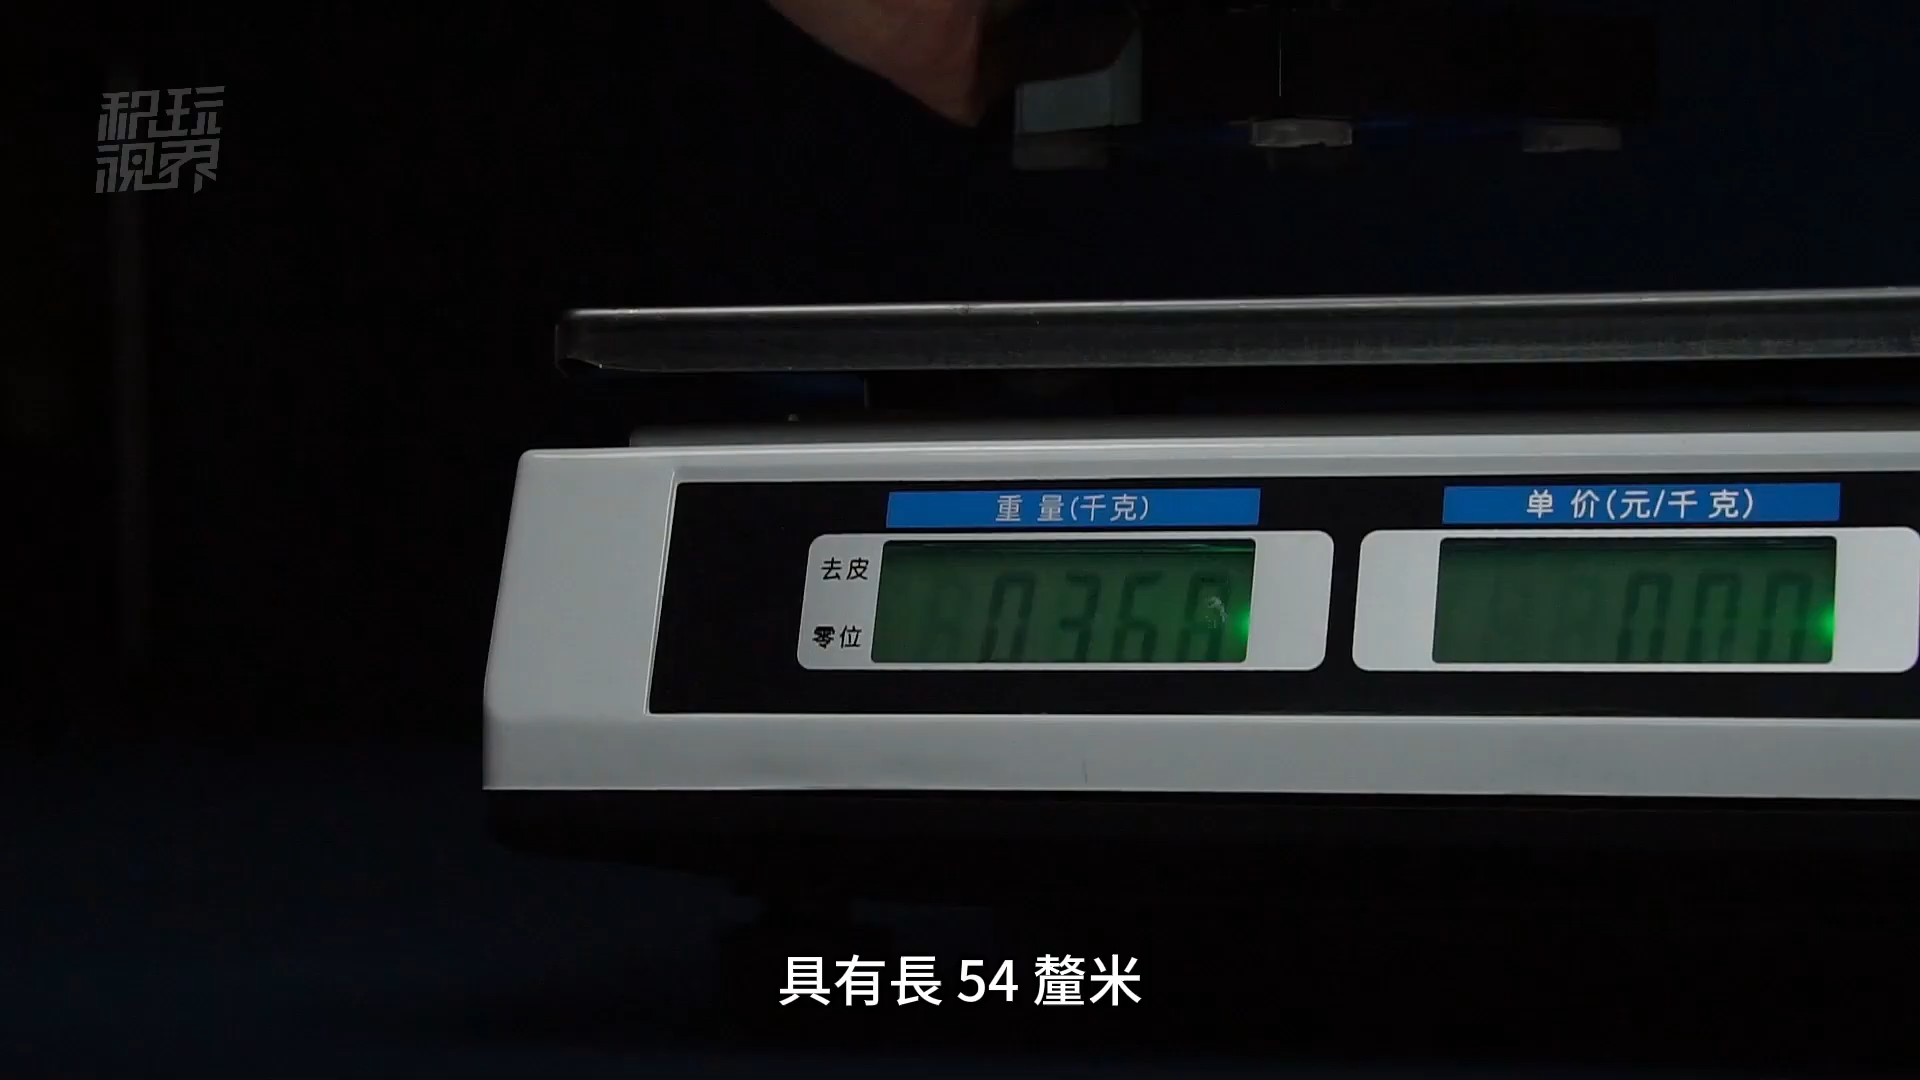 积玩
视界
重量(千克)
单价(元/千克)
去皮
零位
000
具有長 54 釐米